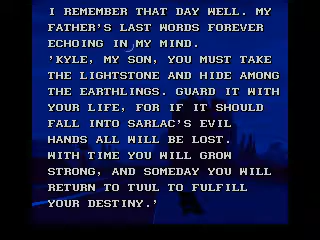 I REMEMBER THAT DAY WELL. MY
FATHER'S LAST WORDS FOREVER
ECHOING IN MY MIND.
'KYLE, MY SON, YOU MUST TAKE
THE LIGHTSTONE AND HIDE AMONG
THE EARTHLINGS. GUARD IT WITH
YOUR LIFE, FOR IF IT SHOULD
FALL INTO SARLAC'S EVIL
HANDS ALL WILL BE LOST.
WITH TIME YOU WILL GROW
STRONG, AND SOMEDAY YOU WILL
RETURN TO TUUL TO FULFILL
YOUR DESTINY.'